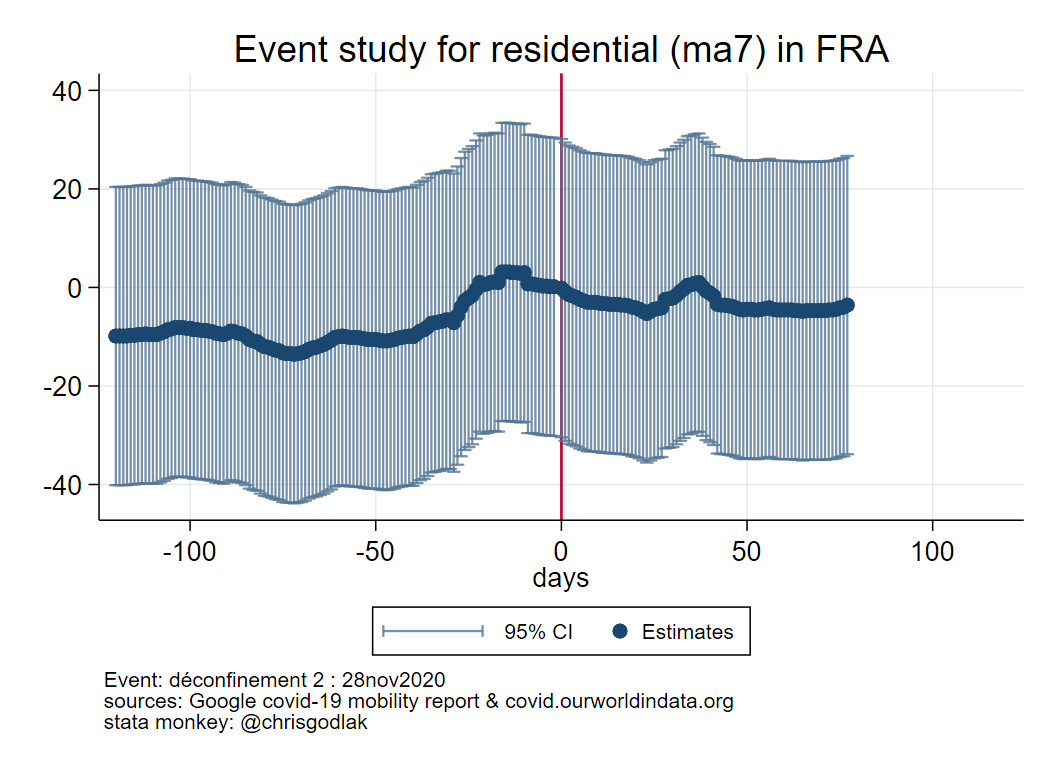 Event study for residential (ma7) in FRA
40
20
0
-20
-40
-100 -50 0 50 100
days
95% CI Estimates
Event: déconfinement 2 : 28nov2020
sources: Google covid-19 mobility report & covid.ourworldindata.org
stata monkey: @chrisgodlak